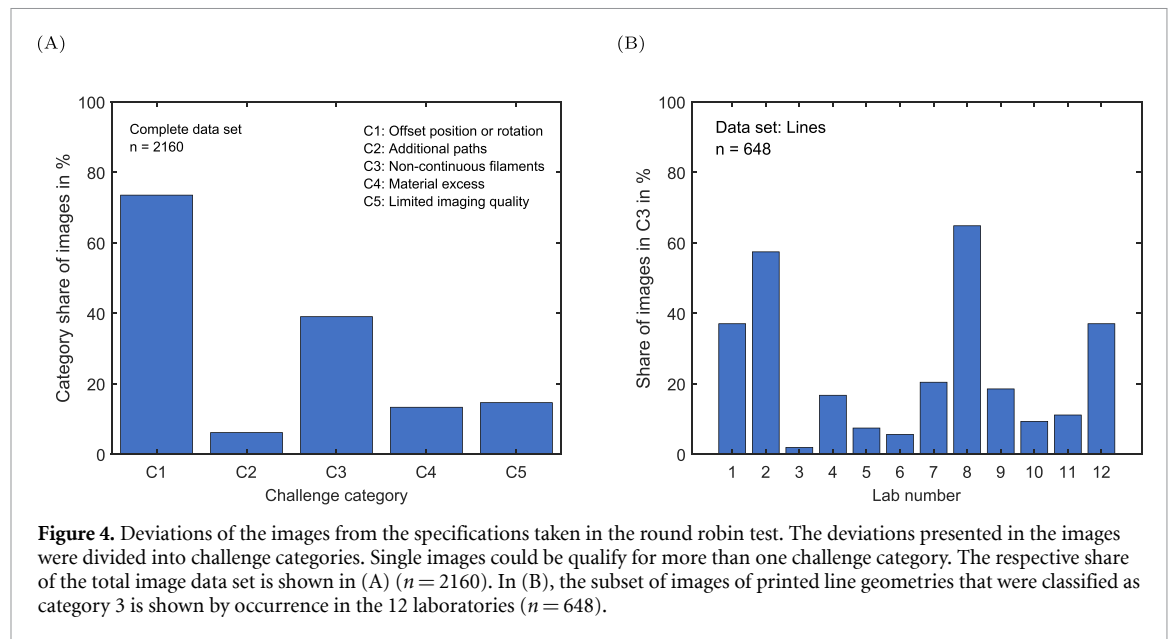 (A)
(B)
100
80
60
40
20
0
Category share of images in %
Complete data set
n = 2160
C1: Offset position or rotation
C2: Additional paths
C3: Non-continuous filaments
C4: Material excess
C5: Limited imaging quality
C1 C2 C3 C4 C5
Challenge category
100
80
60
40
20
0
Share of images in C3 in %
Data set: Lines
n = 648
1 2 3 4 5 6 7 8 9 10 11 12
Lab number
Figure 4. Deviations of the images from the specifications taken in the round robin test. The deviations presented in the images
were divided into challenge categories. Single images could be qualify for more than one challenge category. The respective share
of the total image data set is shown in (A) (n = 2160). In (B), the subset of images of printed line geometries that were classified as
category 3 is shown by occurrence in the 12 laboratories (n = 648).